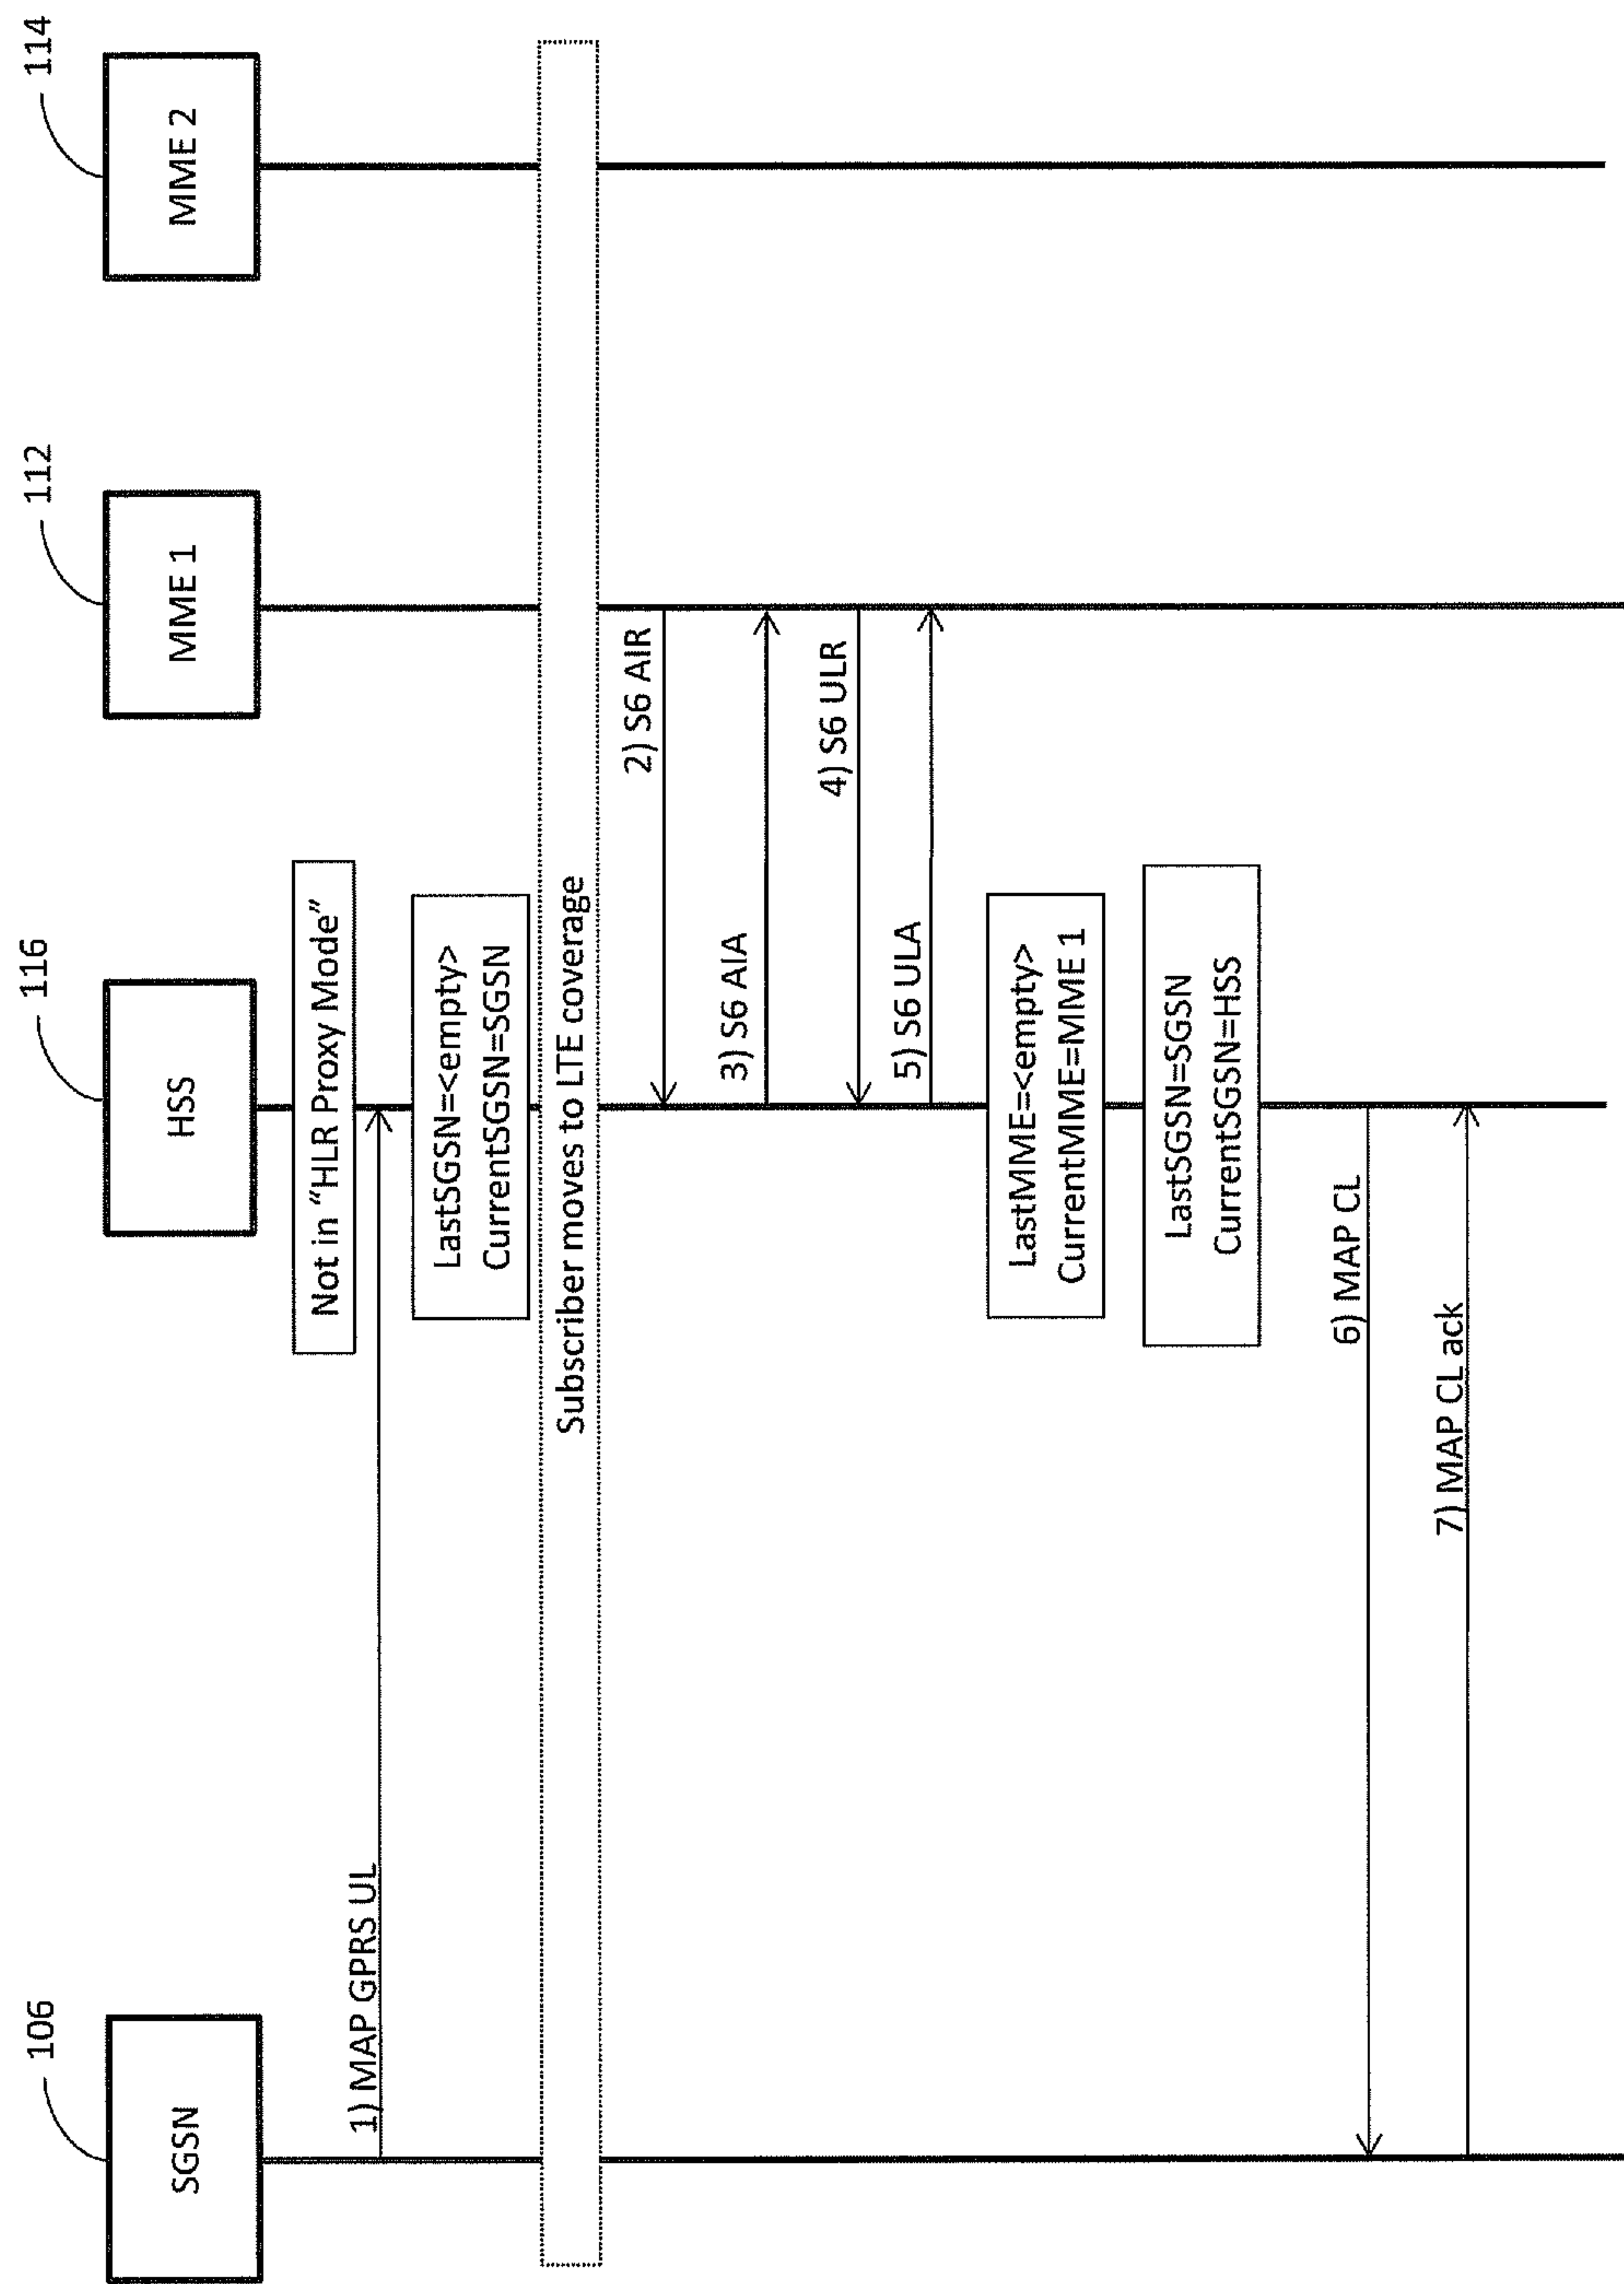 106
116
112
114
SGSN
HSS
MME 1
MME 2
Not in “HLR Proxy Mode”
1) MAP GPRS UL
LastSGSN=<empty>
CurrentSGSN=SGSN
Subscriber moves to LTE coverage
2) S6 AIR
3) S6 AIA
4) S6 ULR
5) S6 ULA
LastMME=<empty>
CurrentMME=MME 1
LastSGSN=SGSN
CurrentSGSN=HSS
6) MAP CL
7) MAP CL ack